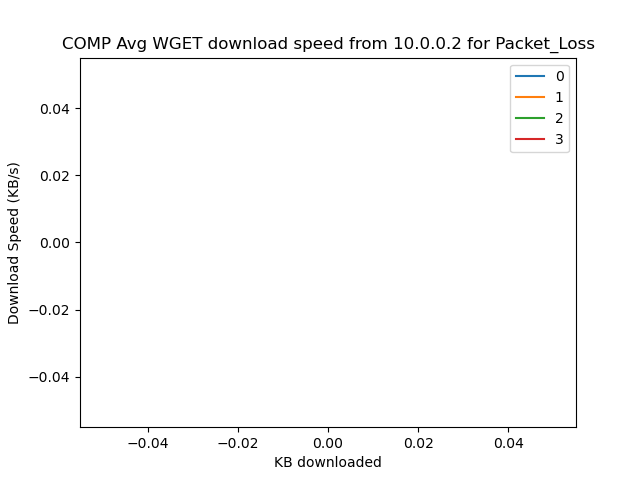 COMP Avg WGET download speed from 10.0.0.2 for Packet_Loss
0
1
2
3
0.04
0.02
0.00
−0.02
−0.04
Download Speed (KB/s)
−0.04 −0.02 0.00 0.02 0.04
KB downloaded